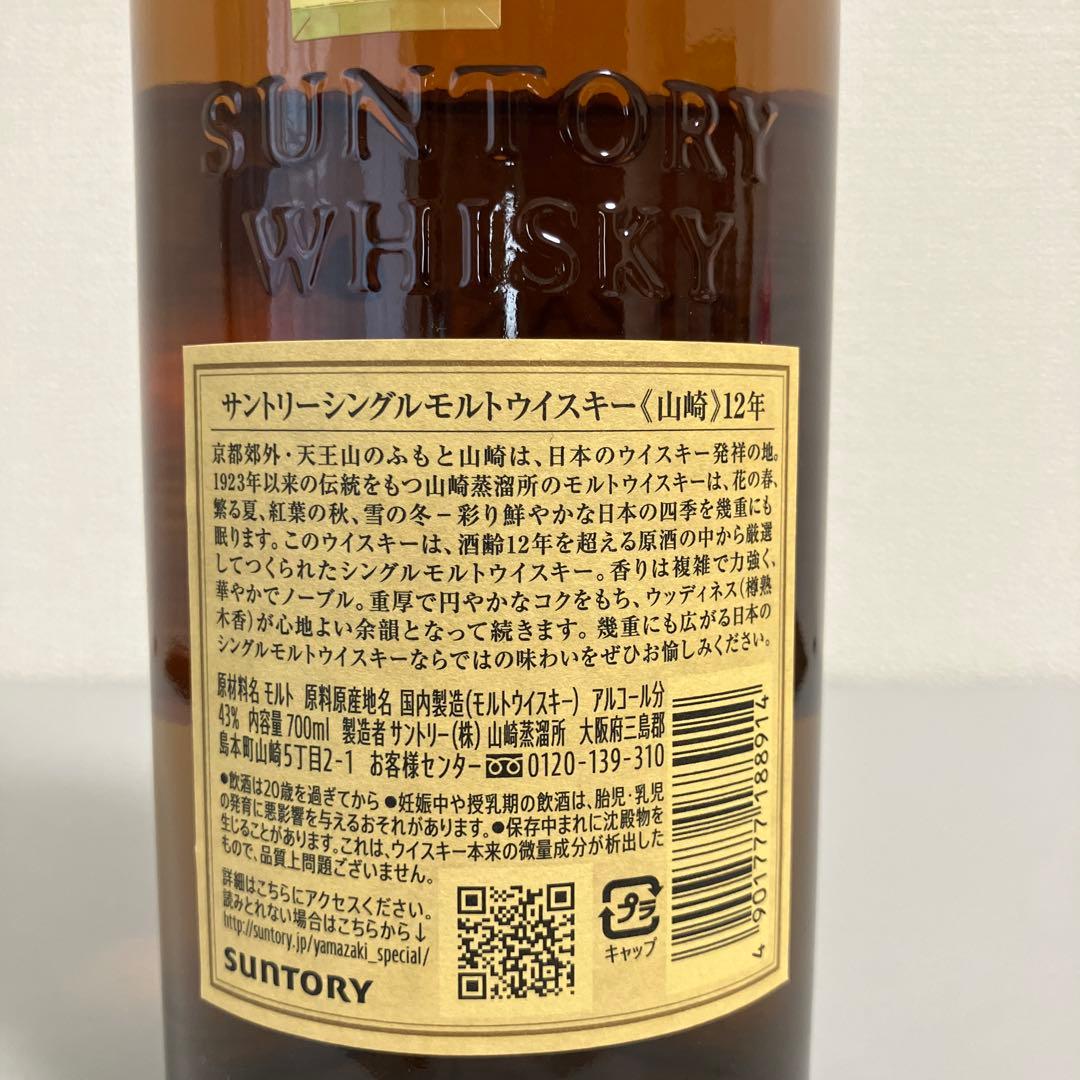 SUNTORY
WHISKY
サントリーシングルモルトウイスキー《山崎》12年
京都郊外・天王山のふもと山崎は、日本のウイスキー発祥の地。
1923年以来の伝統をもつ山崎蒸溜所のモルトウイスキーは、花の春、
繁る夏、紅葉の秋、雪の冬－彩り鮮やかな日本の四季を幾重にも
眠ります。このウイスキーは、酒齢12年を超える原酒の中から厳選
してつくられたシングルモルトウイスキー。香りは複雑で力強く、
華やかでノーブル。重厚で円やかなコクをもち、ウッディネス(樽熟
木香)が心地よい余韻となって続きます。幾重にも広がる日本の
シングルモルトウイスキーならではの味わいをぜひお愉しみください。
原材料名 モルト 原料原産地名 国内製造(モルトウイスキー) アルコール分
43% 内容量 700ml 製造者 サントリー(株) 山崎蒸溜所 大阪府三島郡
島本町山崎5丁目2-1 お客様センター 0120-139-310
●飲酒は20歳を過ぎてから ●妊娠中や授乳期の飲酒は、胎児・乳児
の発育に悪影響を与えるおそれがあります。●保存中まれに沈殿物を
生じることがあります。これは、ウイスキー本来の微量成分が析出した
もので、品質上問題ございません。
詳細はこちらにアクセスください。
読みとれない場合はこちらから↓
http://suntory.jp/yamazaki_special/
SUNTORY
プラ
キャップ
4 901777 188914